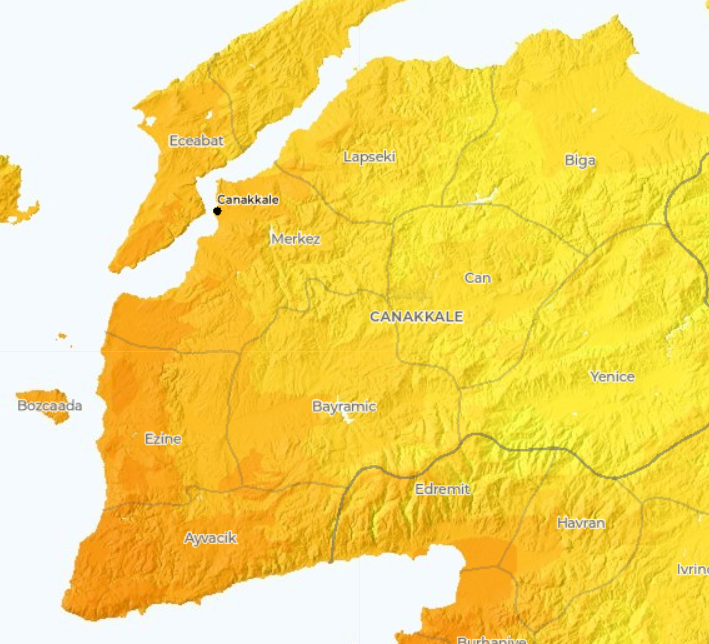 Eceabat
Lapseki
Biga
Canakkale
Merkez
Can
CANAKKALE
Yenice
Bozcaada
Bayramic
Ezine
Edremit
Havran
Ayvacik
Ivrin
Burhaniye